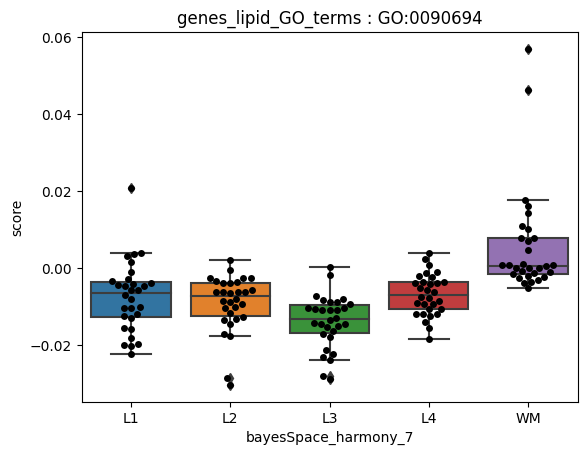 genes_lipid_GO_terms : GO:0090694
score
0.06
0.04
0.02
0.00
−0.02
L1 L2 L3 L4 WM
bayesSpace_harmony_7